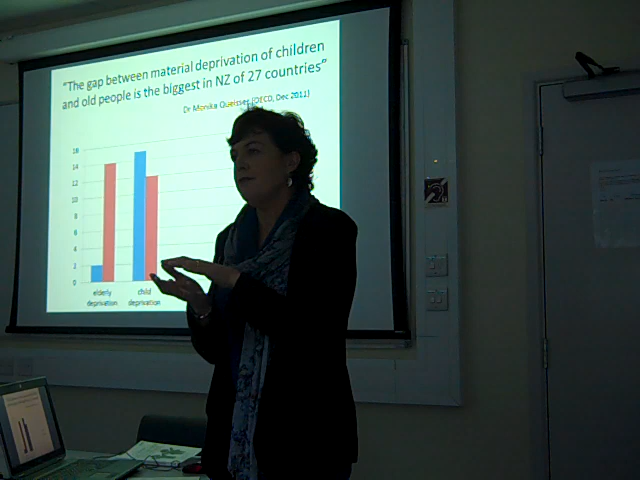 "The gap between material deprivation of children
and old people is the biggest in NZ of 27 countries"
Dr Monika Queisser (OECD, Dec 2011)
16
14
12
10
8
6
4
2
0
elderly child
deprivation deprivation